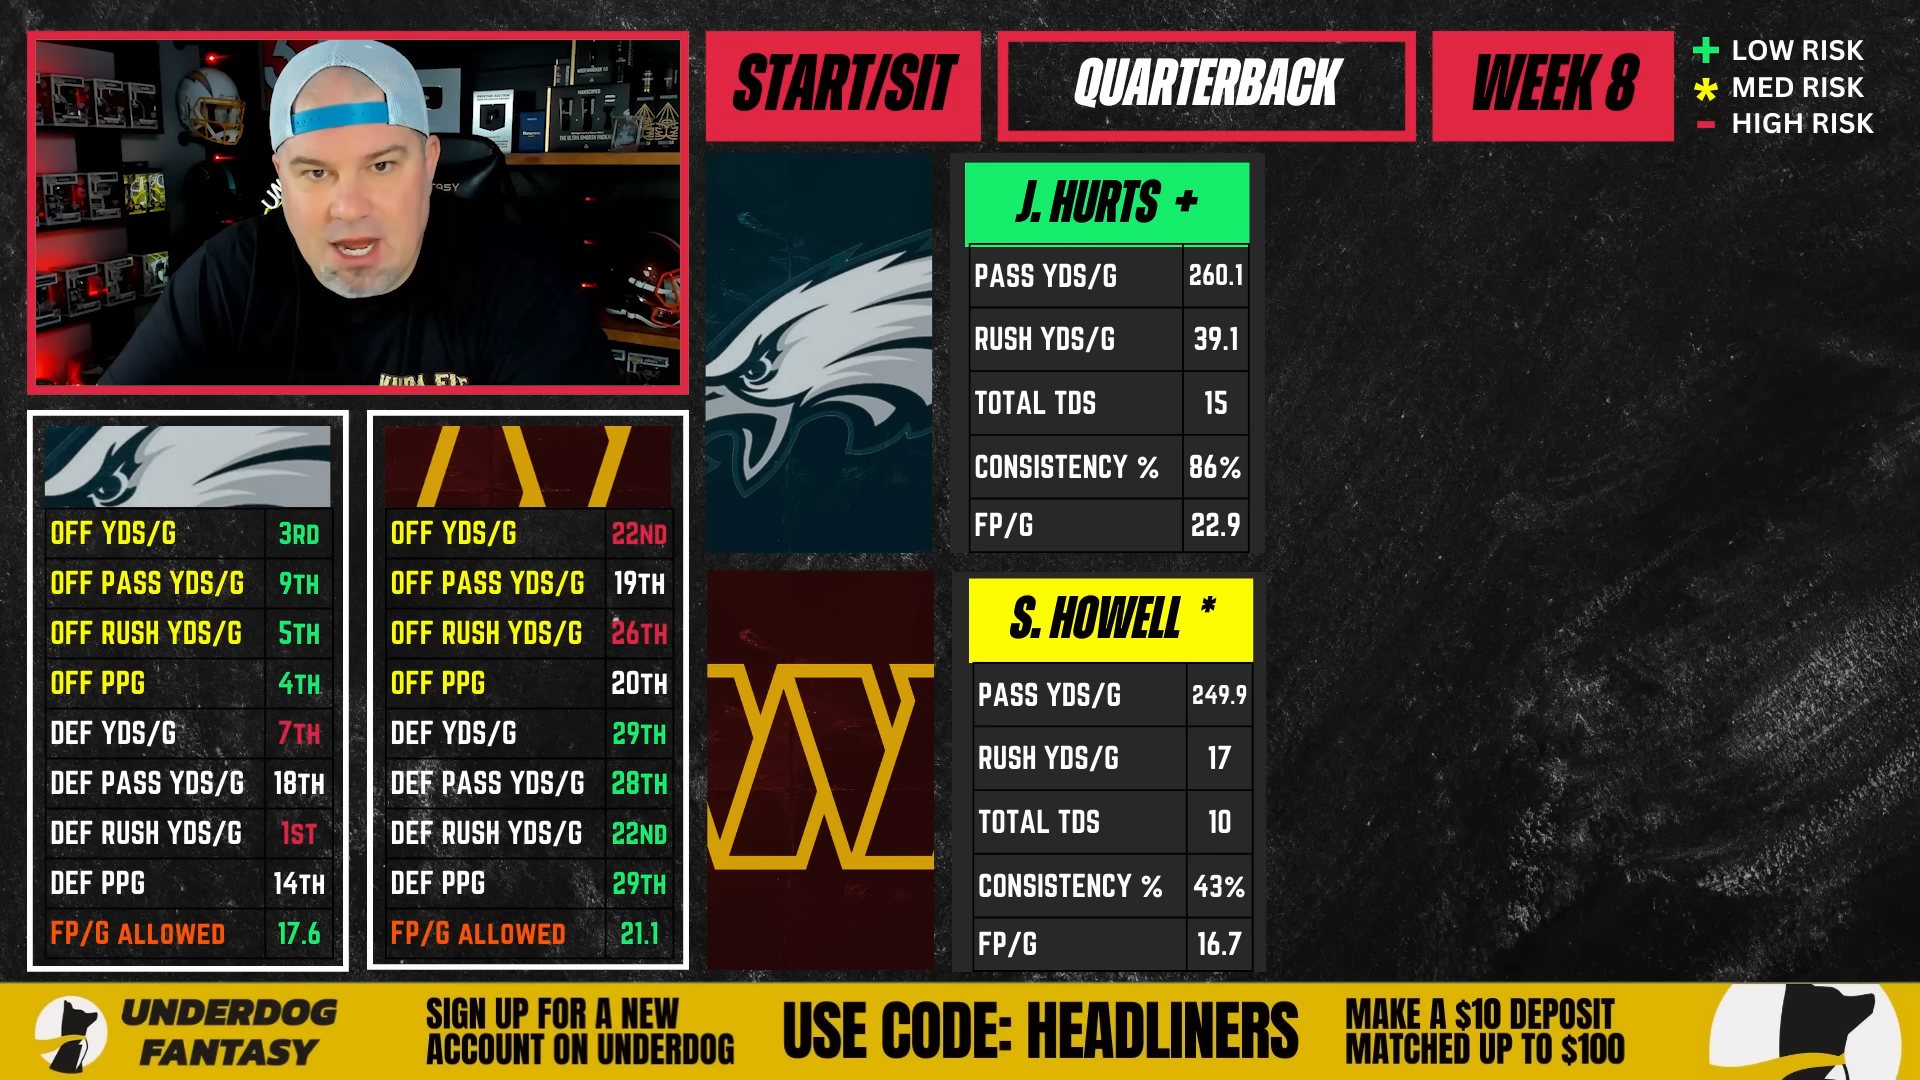 START/SIT
QUARTERBACK
WEEK 8
+ LOW RISK
* MED RISK
- HIGH RISK
J. HURTS +
PASS YDS/G 260.1
RUSH YDS/G 39.1
TOTAL TDS 15
CONSISTENCY % 86%
FP/G 22.9
OFF YDS/G 3RD
OFF PASS YDS/G 9TH
OFF RUSH YDS/G 5TH
OFF PPG 4TH
DEF YDS/G 7TH
DEF PASS YDS/G 18TH
DEF RUSH YDS/G 1ST
DEF PPG 14TH
FP/G ALLOWED 17.6
OFF YDS/G 22ND
OFF PASS YDS/G 19TH
OFF RUSH YDS/G 26TH
OFF PPG 20TH
DEF YDS/G 29TH
DEF PASS YDS/G 28TH
DEF RUSH YDS/G 22ND
DEF PPG 29TH
FP/G ALLOWED 21.1
S. HOWELL *
PASS YDS/G 249.9
RUSH YDS/G 17
TOTAL TDS 10
CONSISTENCY % 43%
FP/G 16.7
UNDERDOG
FANTASY
SIGN UP FOR A NEW
ACCOUNT ON UNDERDOG
USE CODE: HEADLINERS
MAKE A $10 DEPOSIT
MATCHED UP TO $100